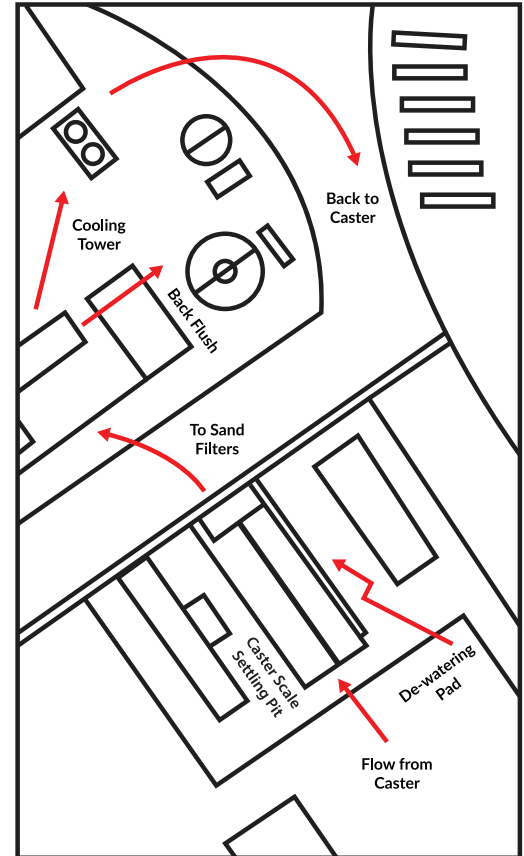 Back to
Caster
Cooling
Tower
Back Flush
To Sand
Filters
Caster Scale
Settling Pit
De-watering
Pad
Flow from
Caster